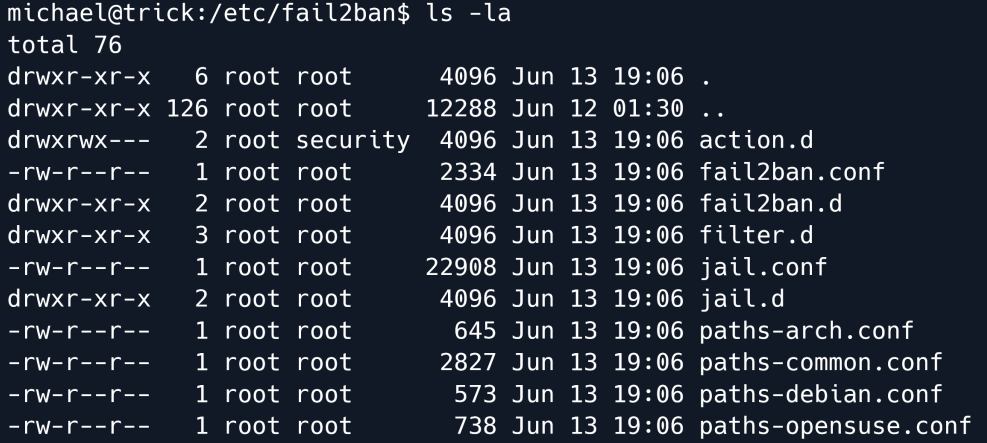 michael@trick:/etc/fail2ban$ ls -la
total 76
drwxr-xr-x   6 root root      4096 Jun 13 19:06 .
drwxr-xr-x 126 root root     12288 Jun 12 01:30 ..
drwxrwx---   2 root security  4096 Jun 13 19:06 action.d
-rw-r--r--   1 root root      2334 Jun 13 19:06 fail2ban.conf
drwxr-xr-x   2 root root      4096 Jun 13 19:06 fail2ban.d
drwxr-xr-x   3 root root      4096 Jun 13 19:06 filter.d
-rw-r--r--   1 root root     22908 Jun 13 19:06 jail.conf
drwxr-xr-x   2 root root      4096 Jun 13 19:06 jail.d
-rw-r--r--   1 root root       645 Jun 13 19:06 paths-arch.conf
-rw-r--r--   1 root root      2827 Jun 13 19:06 paths-common.conf
-rw-r--r--   1 root root       573 Jun 13 19:06 paths-debian.conf
-rw-r--r--   1 root root       738 Jun 13 19:06 paths-opensuse.conf